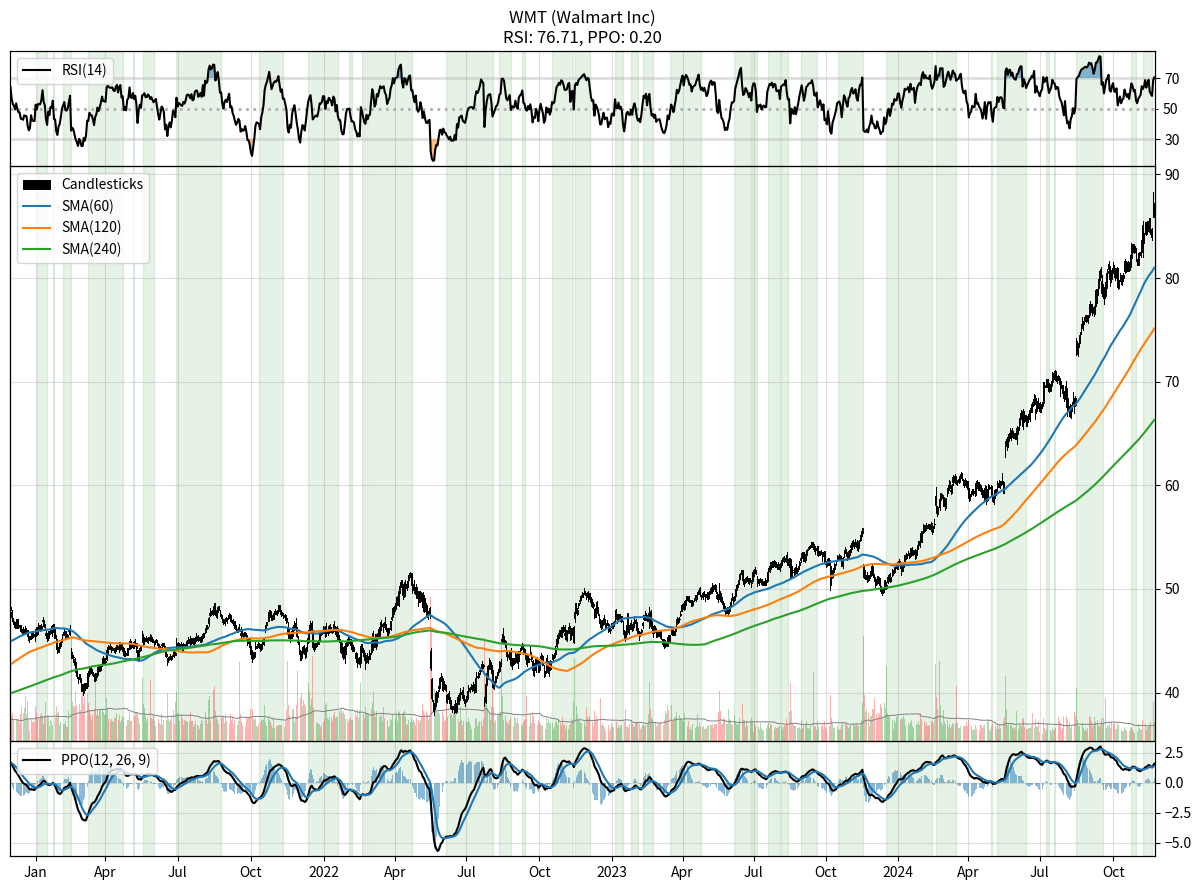 WMT (Walmart Inc)
RSI: 76.71, PPO: 0.20
RSI(14)
70
50
30
Candlesticks
SMA(60)
SMA(120)
SMA(240)
90
80
70
60
50
40
PPO(12, 26, 9)
2.5
0.0
−2.5
−5.0
Jan Apr Jul Oct 2022 Apr Jul Oct 2023 Apr Jul Oct 2024 Apr Jul Oct